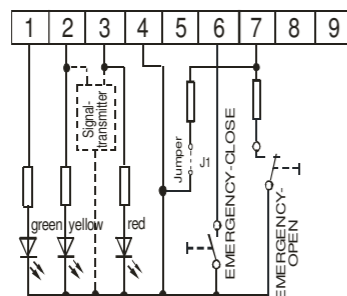 1 2 3 4 5 6 7 8 9
Signal-
transmitter
Jumper
J1
EMERGENCY-CLOSE
EMERGENCY-
OPEN
green
yellow
red